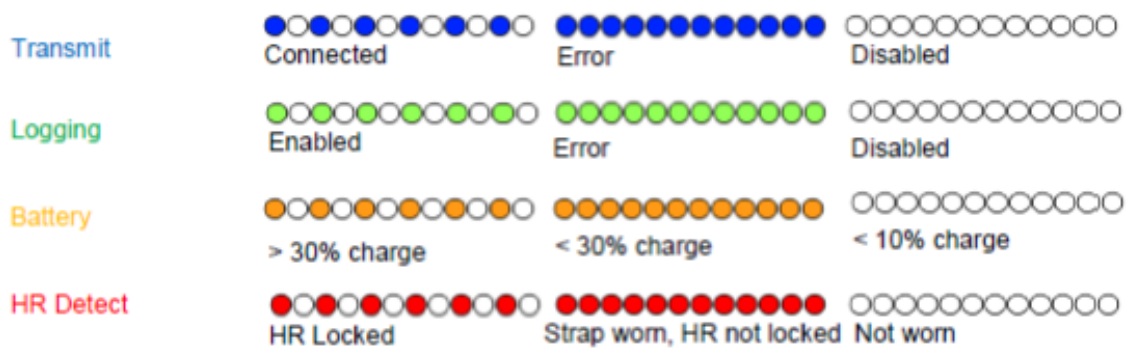 Transmit
Connected Error Disabled
Logging
Enabled Error Disabled
Battery
> 30% charge < 30% charge < 10% charge
HR Detect
HR Locked Strap worn, HR not locked Not worn